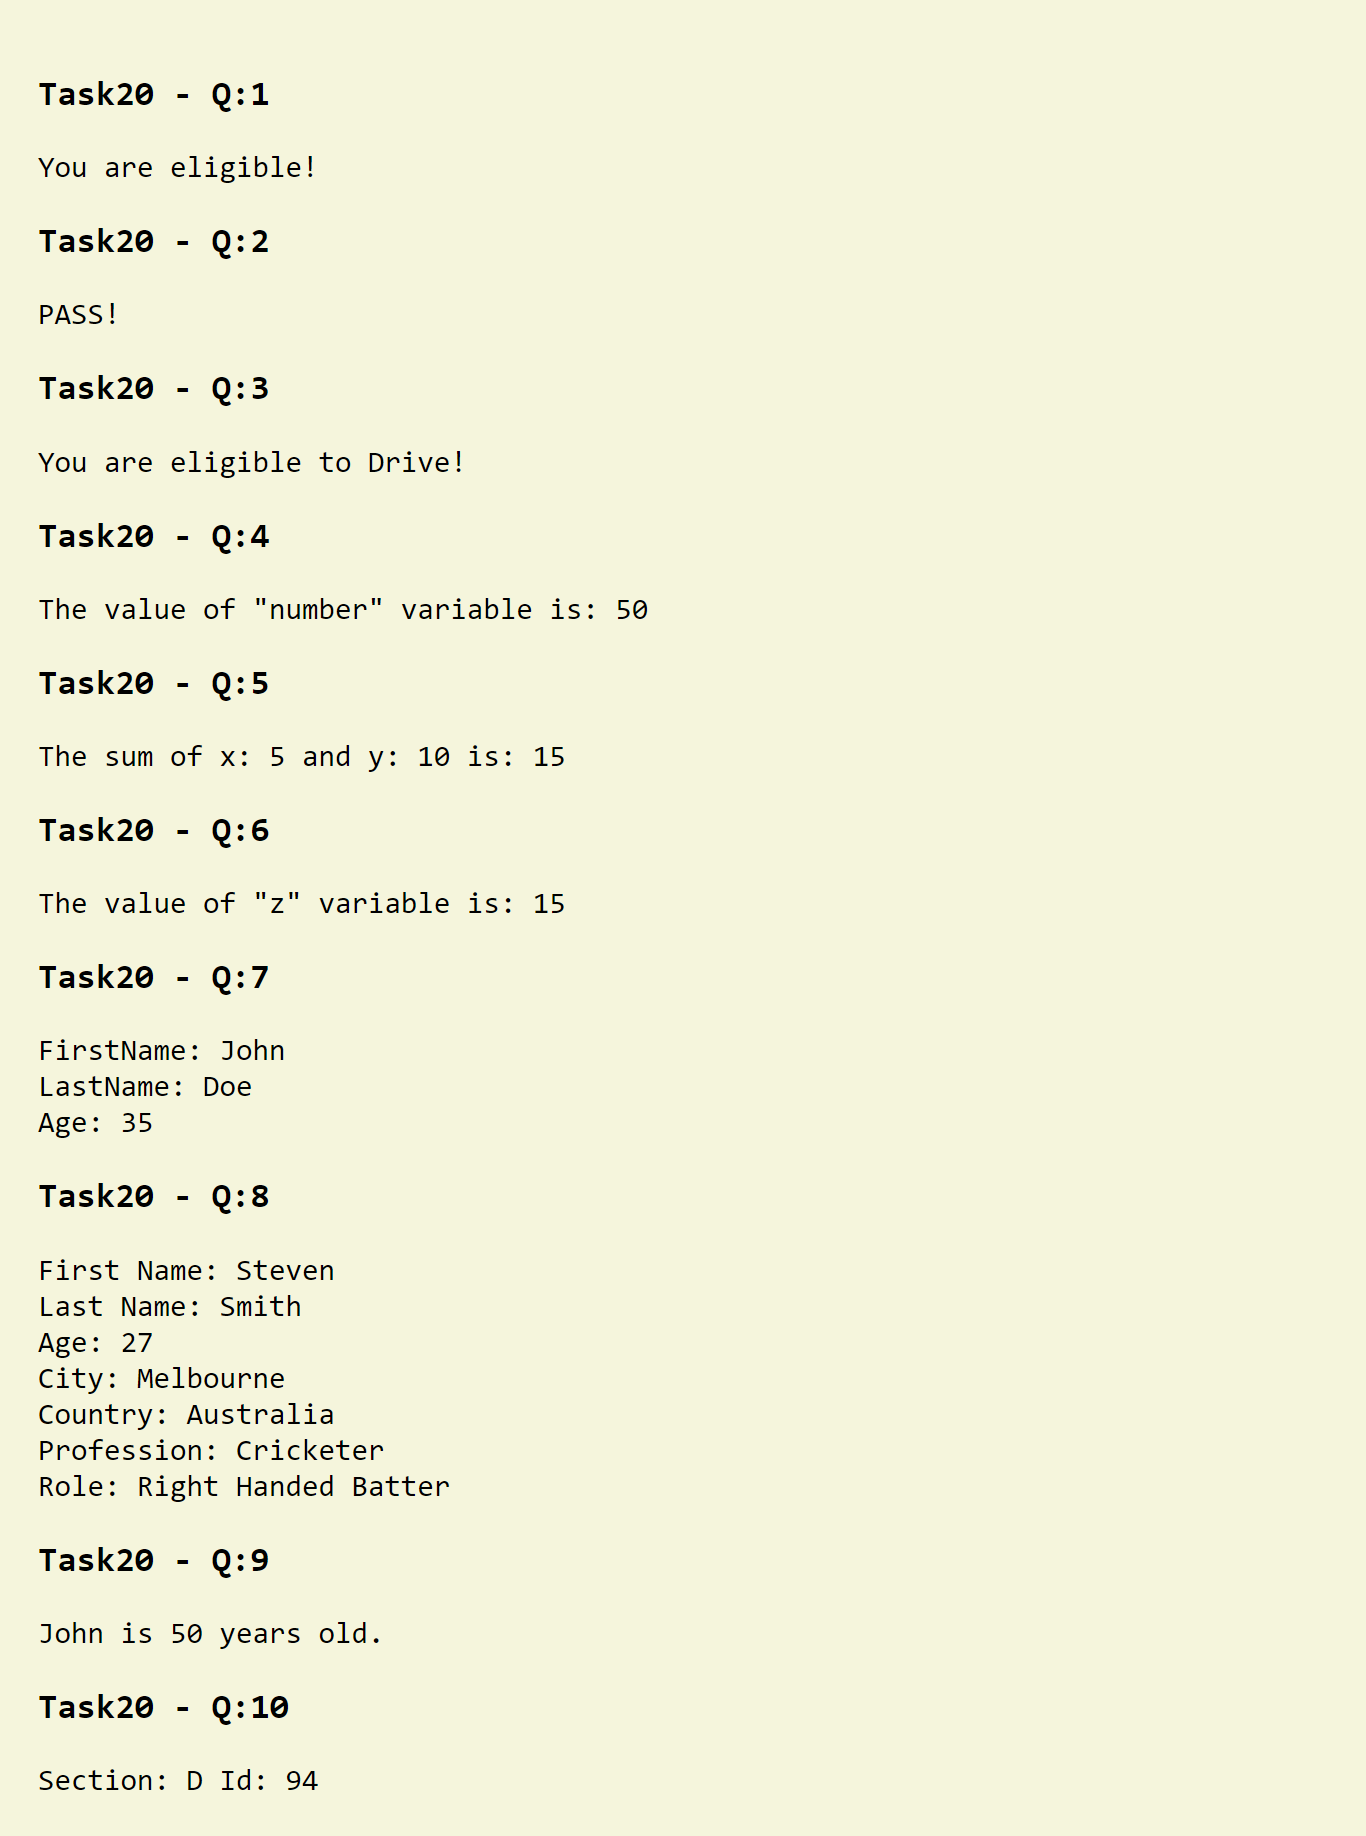 Task20 - Q:1
You are eligible!
Task20 - Q:2
PASS!
Task20 - Q:3
You are eligible to Drive!
Task20 - Q:4
The value of "number" variable is: 50
Task20 - Q:5
The sum of x: 5 and y: 10 is: 15
Task20 - Q:6
The value of "z" variable is: 15
Task20 - Q:7
FirstName: John
LastName: Doe
Age: 35
Task20 - Q:8
First Name: Steven
Last Name: Smith
Age: 27
City: Melbourne
Country: Australia
Profession: Cricketer
Role: Right Handed Batter
Task20 - Q:9
John is 50 years old.
Task20 - Q:10
Section: D Id: 94